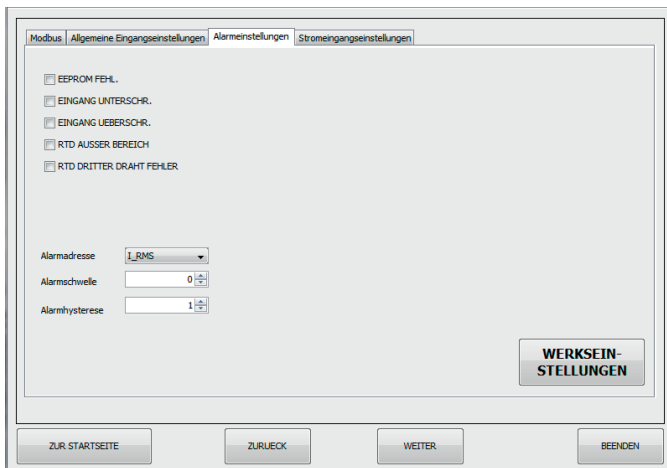 Modbus Allgemeine Eingangseinstellungen Alarmeinstellungen Stromeingangseinstellungen
EEPROM FEHL.
EINGANG UNTERSCHR.
EINGANG UEBERSCHR.
RTD AUSSER BEREICH
RTD DRITTER DRAHT FEHLER
Alarmadresse I_RMS
Alarmschwelle 0
Alarmhysterese 1
WERKSEIN-
STELLUNGEN
ZUR STARTSEITE ZURUECK WEITER BEENDEN